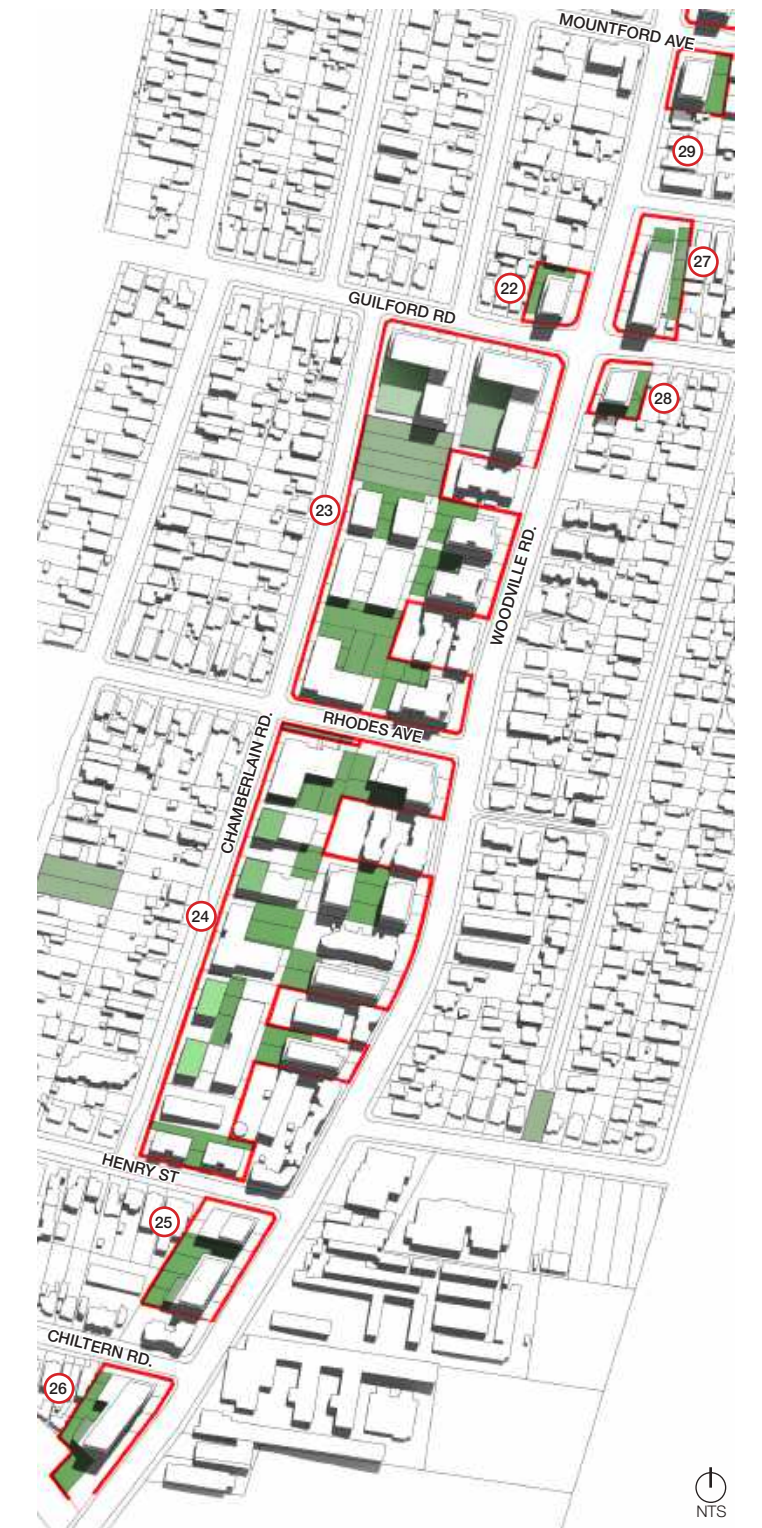 MOUNTFORD AVE
29
27
22
GUILFORD RD
28
23
WOODVILLE RD.
RHODES AVE
CHAMBERLAIN RD.
24
HENRY ST
25
CHILTERN RD.
26
NTS